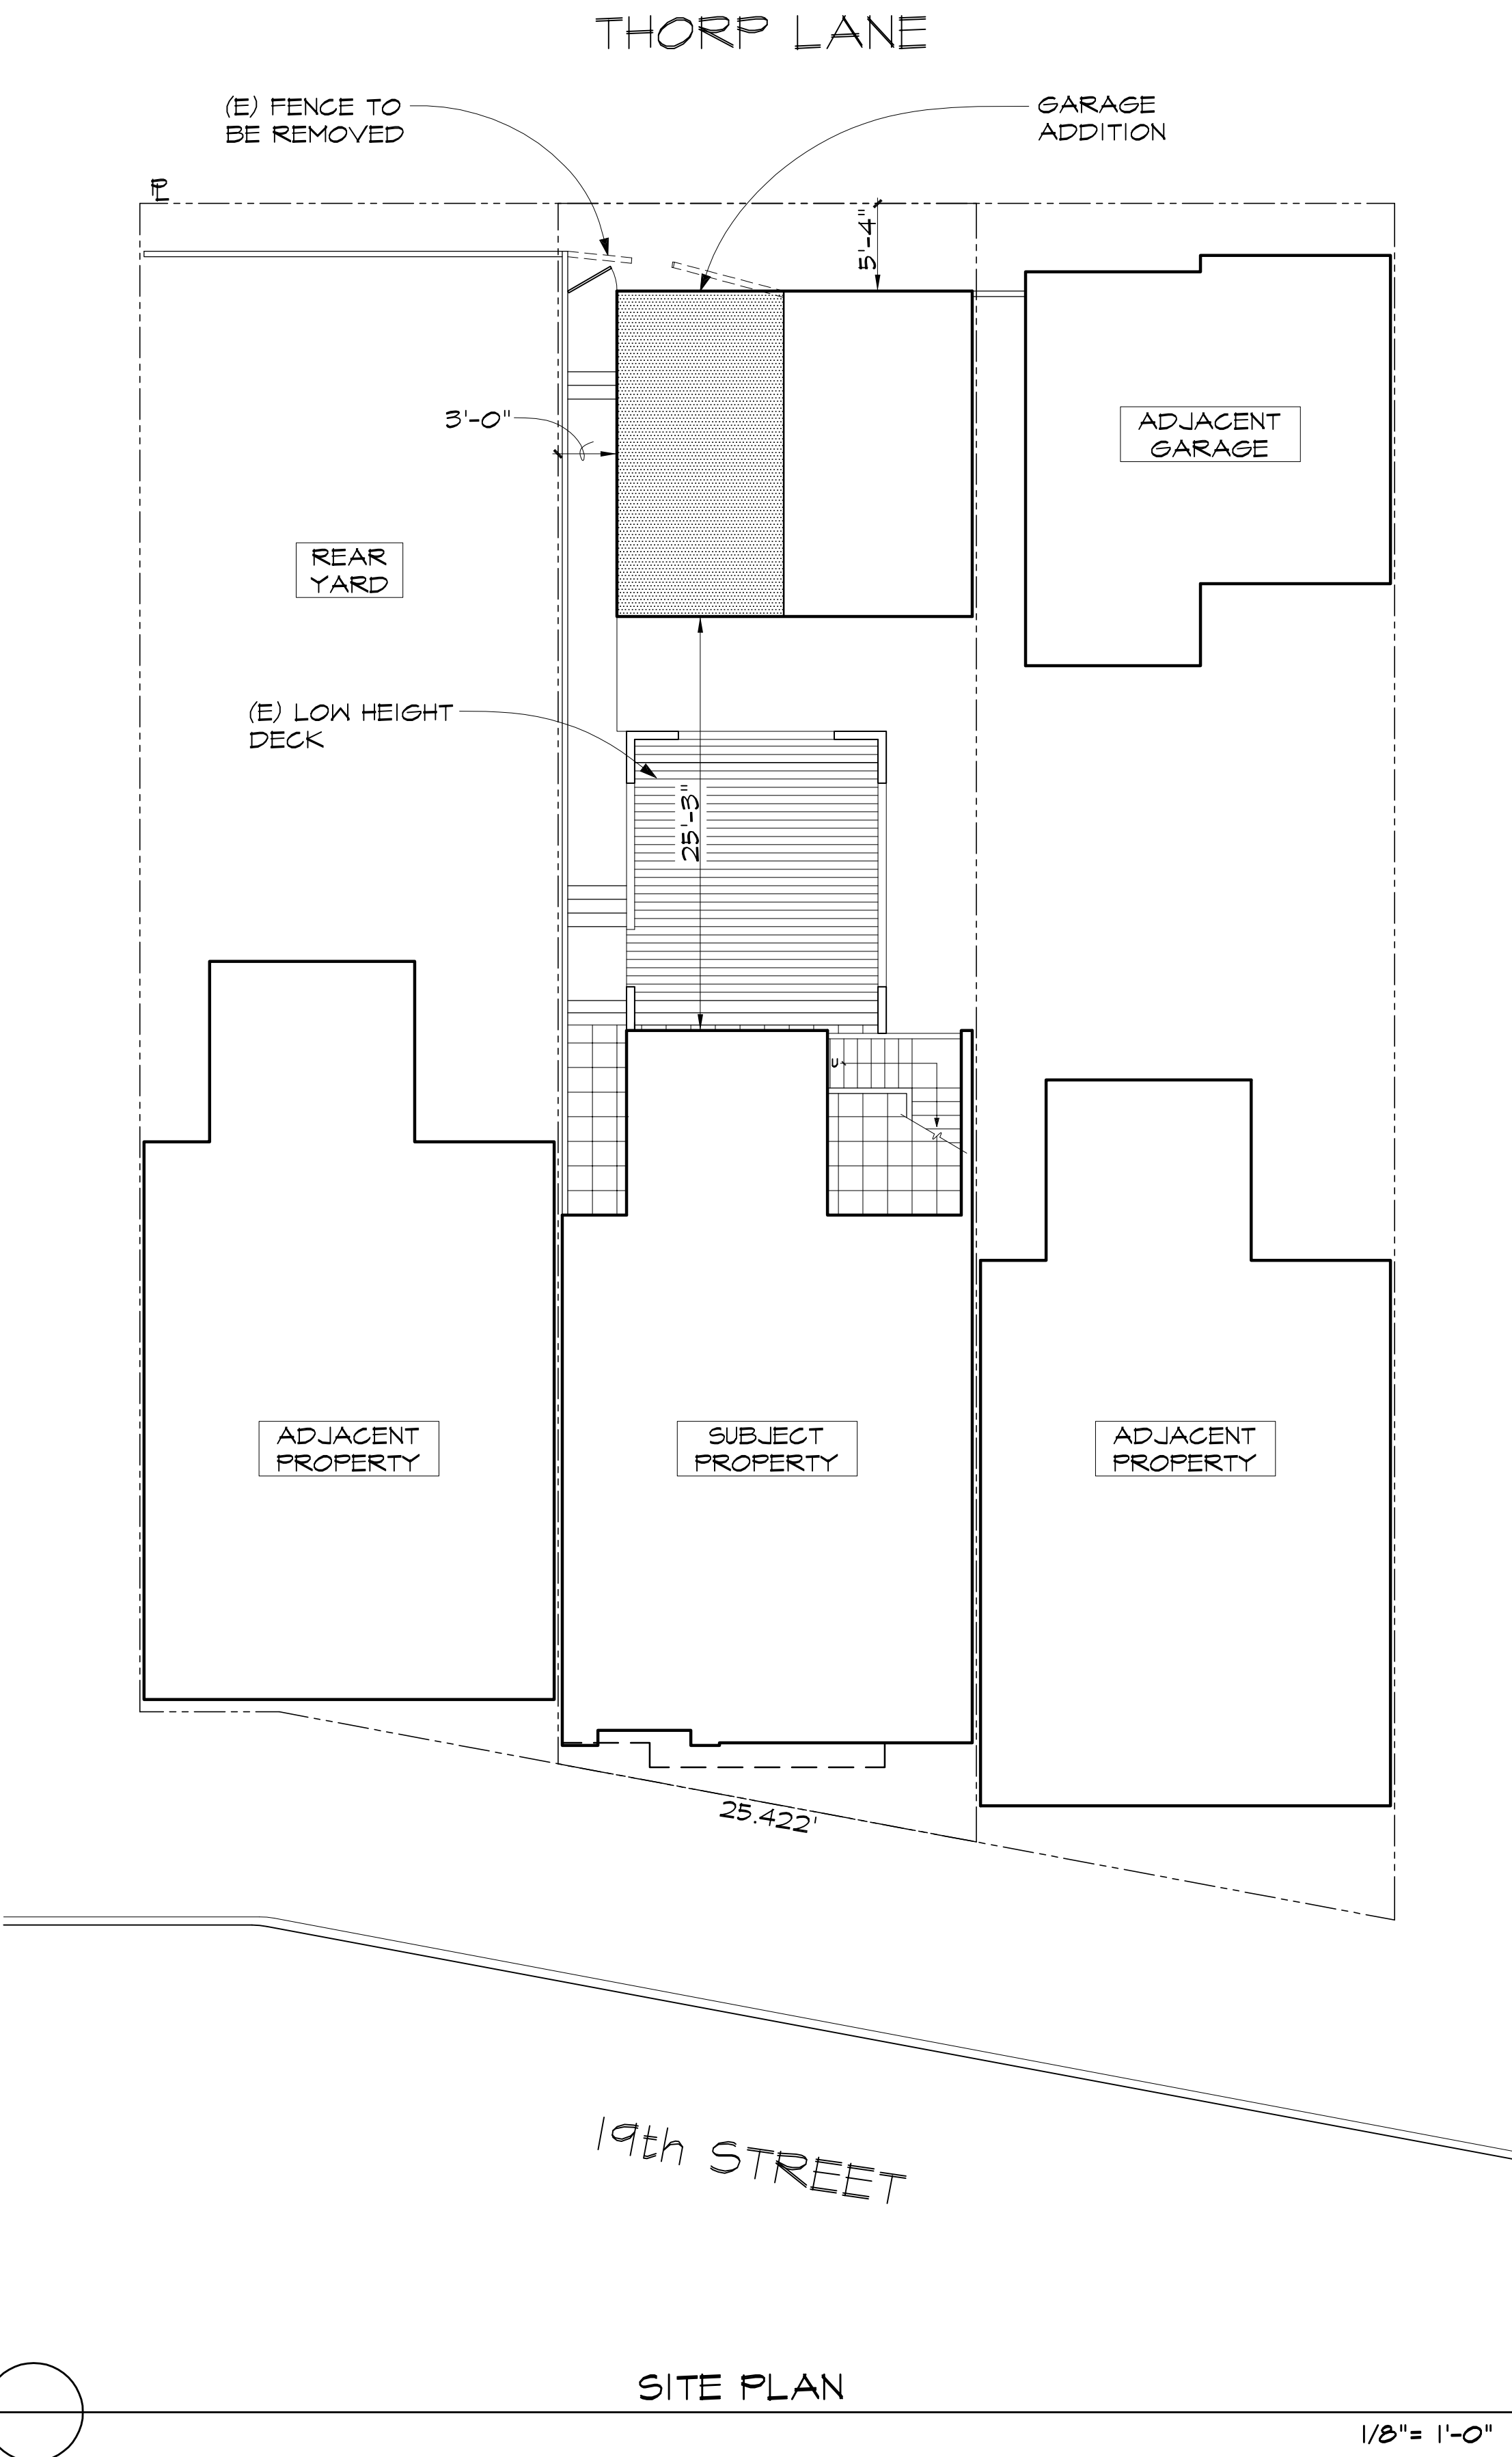 THORP LANE
(E) FENCE TO
BE REMOVED
GARAGE
ADDITION
PL
5'-4"
3'-0"
ADJACENT
GARAGE
REAR
YARD
(E) LOW HEIGHT
DECK
25'-3"
U
ADJACENT
PROPERTY
SUBJECT
PROPERTY
ADJACENT
PROPERTY
25.422'
19th STREET
SITE PLAN
1/8"= 1'-0"